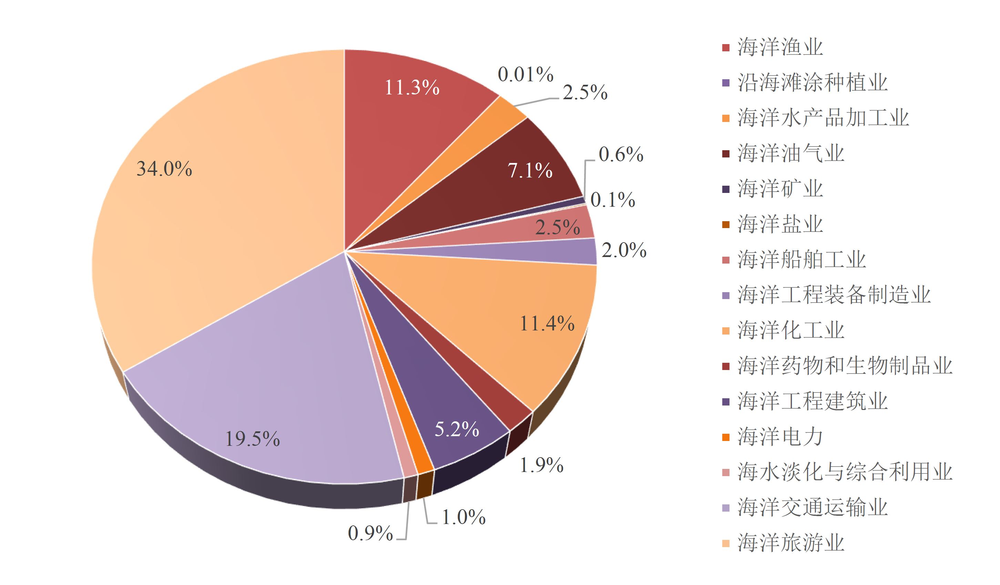 11.3%
0.01%
2.5%
7.1%
0.6%
0.1%
2.5%
2.0%
11.4%
1.9%
5.2%
1.0%
0.9%
19.5%
34.0%
海洋渔业
沿海滩涂种植业
海洋水产品加工业
海洋油气业
海洋矿业
海洋盐业
海洋船舶工业
海洋工程装备制造业
海洋化工业
海洋药物和生物制品业
海洋工程建筑业
海洋电力
海水淡化与综合利用业
海洋交通运输业
海洋旅游业